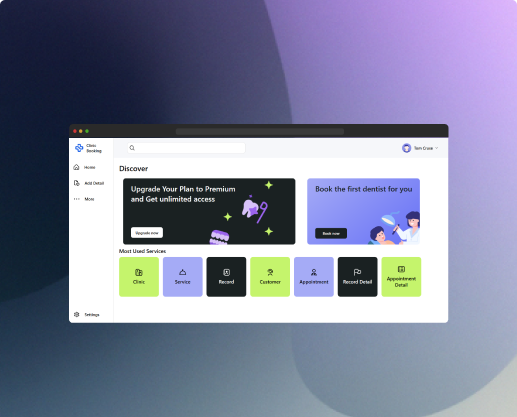 Clinic
Booking
Tom Cruse
Home
Add Detail
More
Settings
Discover
Upgrade Your Plan to Premium
and Get unlimited access
Upgrade now
Book the first dentist for you
Book now
Most Used Services
Clinic
Service
Record
Customer
Appointment
Record Detail
Appointment
Detail